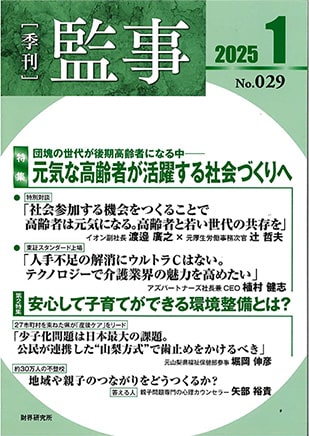 ［季刊］
監事
2025 1
No.029
特集
団塊の世代が後期高齢者になる中――
元気な高齢者が活躍する社会づくりへ
特別対談
「社会参加する機会をつくることで
高齢者は元気になる。高齢者と若い世代の共存を」
イオン副社長 渡邉 廣之 × 元厚生労働事務次官 辻 哲夫
東証スタンダード上場
「人手不足の解消にウルトラCはない。
テクノロジーで介護業界の魅力を高めたい」
アズパートナーズ社長兼CEO 植村 健志
第2特集
安心して子育てができる環境整備とは?
27市町村を束ねた県が「産後ケア」をリード
「少子化問題は日本最大の課題。
公民が連携した“山梨方式”で歯止めをかけるべき」
元山梨県福祉保健部参事 堀岡 伸彦
約30万人の不登校
地域や親子のつながりをどうつくるか?
答える人 親子問題専門の心理カウンセラー 矢部 裕貴
財界研究所